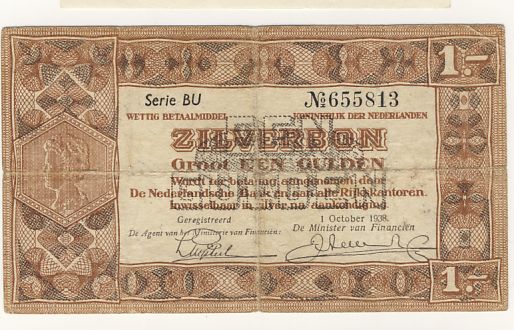 1.-
Serie BU № 655813
WETTIG BETAALMIDDEL KONINKRIJK DER NEDERLANDEN
ZILVERBON
Groot EEN GULDEN
Wordt ter betaling aangenomen door
De Nederlandsche Bank en aan alle Rijkskantoren.
Inwisselbaar in zilver na aankondiging.
Geregistreerd 1 October 1938.
De Agent van het Ministerie van Financiën: De Minister van Financiën
1.-